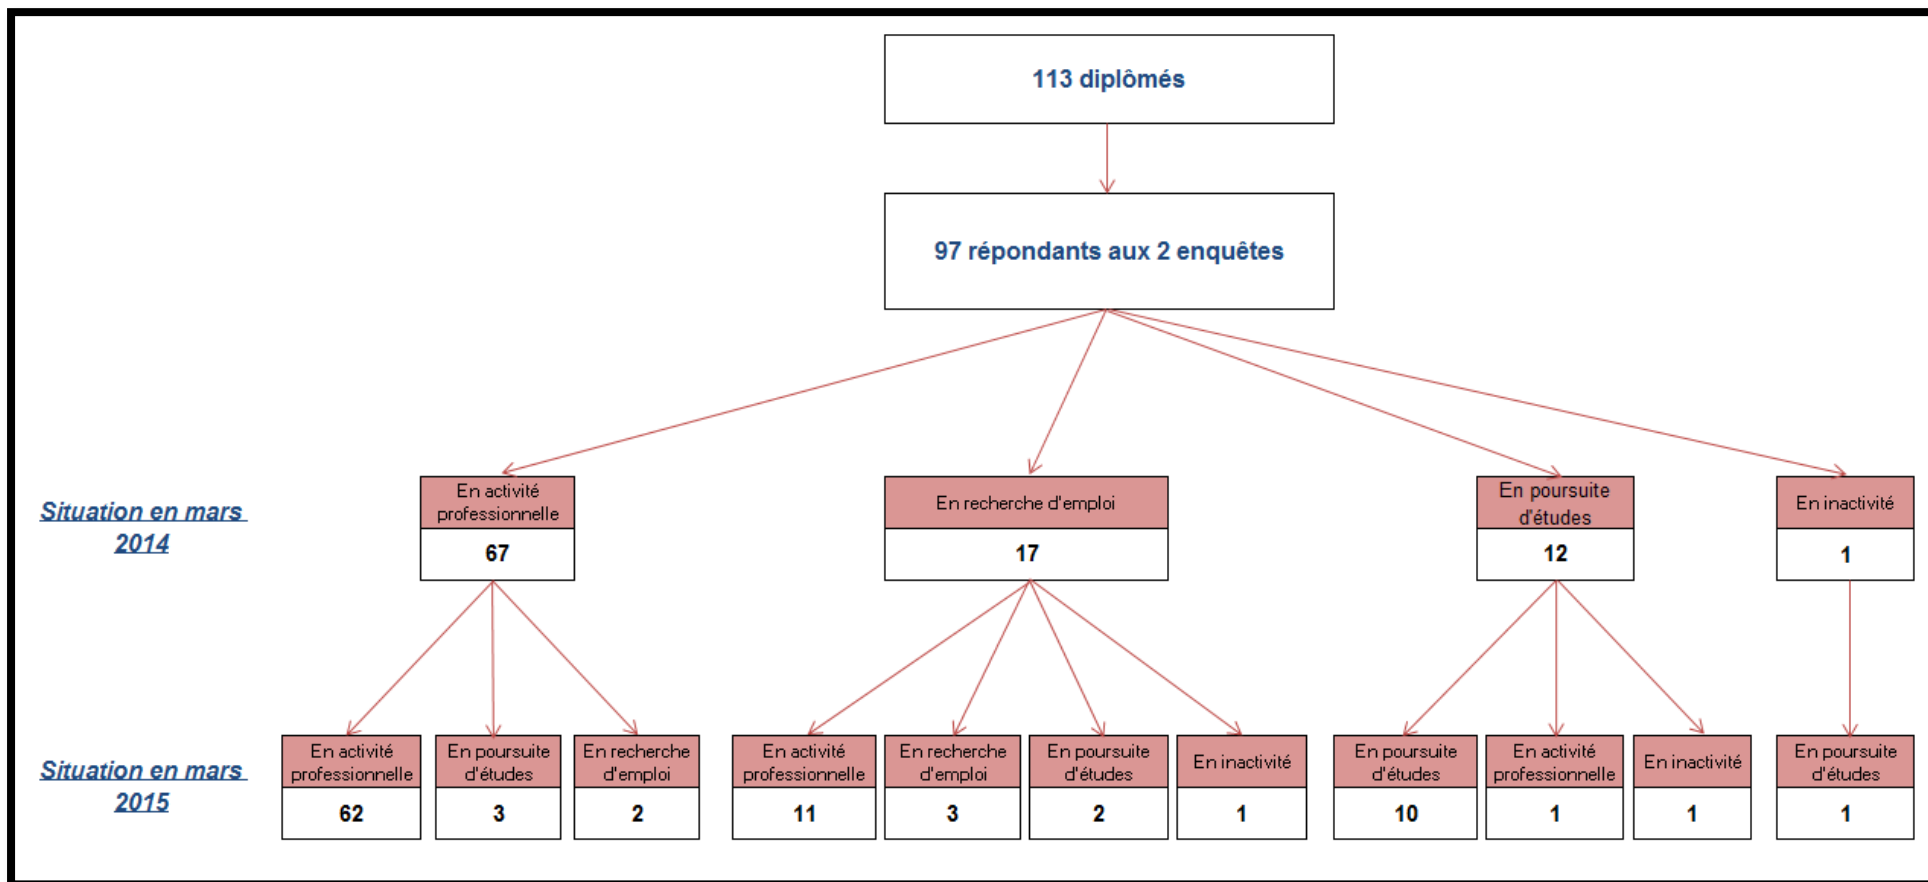 113 diplômés
97 répondants aux 2 enquêtes
Situation en mars
2014
En activité
professionnelle
67
En recherche d'emploi
17
En poursuite
d'études
12
En inactivité
1
Situation en mars
2015
En activité
professionnelle
62
En poursuite
d'études
3
En recherche
d'emploi
2
En activité
professionnelle
11
En recherche
d'emploi
3
En poursuite
d'études
2
En inactivité
1
En poursuite
d'études
10
En activité
professionnelle
1
En inactivité
1
En poursuite
d'études
1